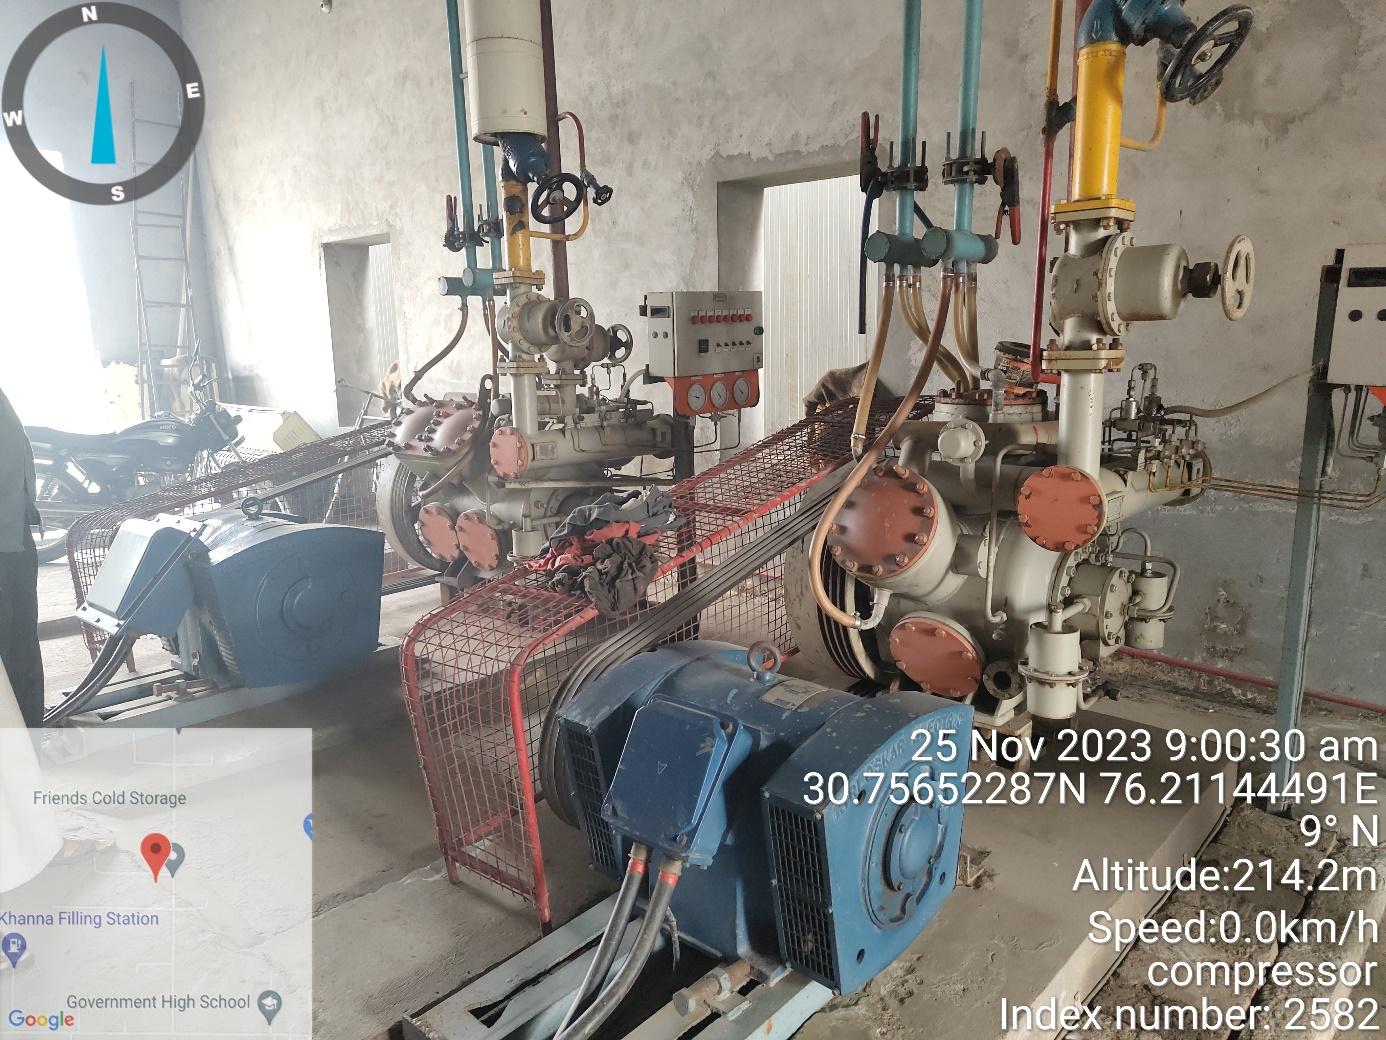 N
E
W
S
HERO
25 Nov 2023 9:00:30 am
30.75652287N 76.21144491E
9° N
Altitude:214.2m
Speed:0.0km/h
compressor
Index number: 2582
Friends Cold Storage
Khanna Filling Station
Government High School
Google